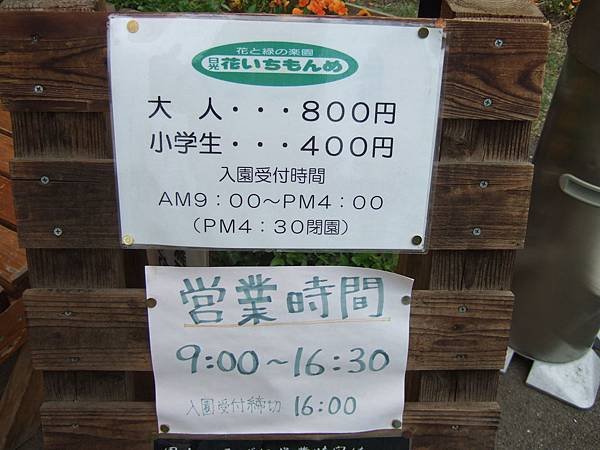 花と緑の楽園
日光 花いちもんめ
大　人・・・800円
小学生・・・400円
入園受付時間
AM9：00～PM4：00
（PM4：30閉園）
営業時間
9:00～16:30
入園受付締切 16:00